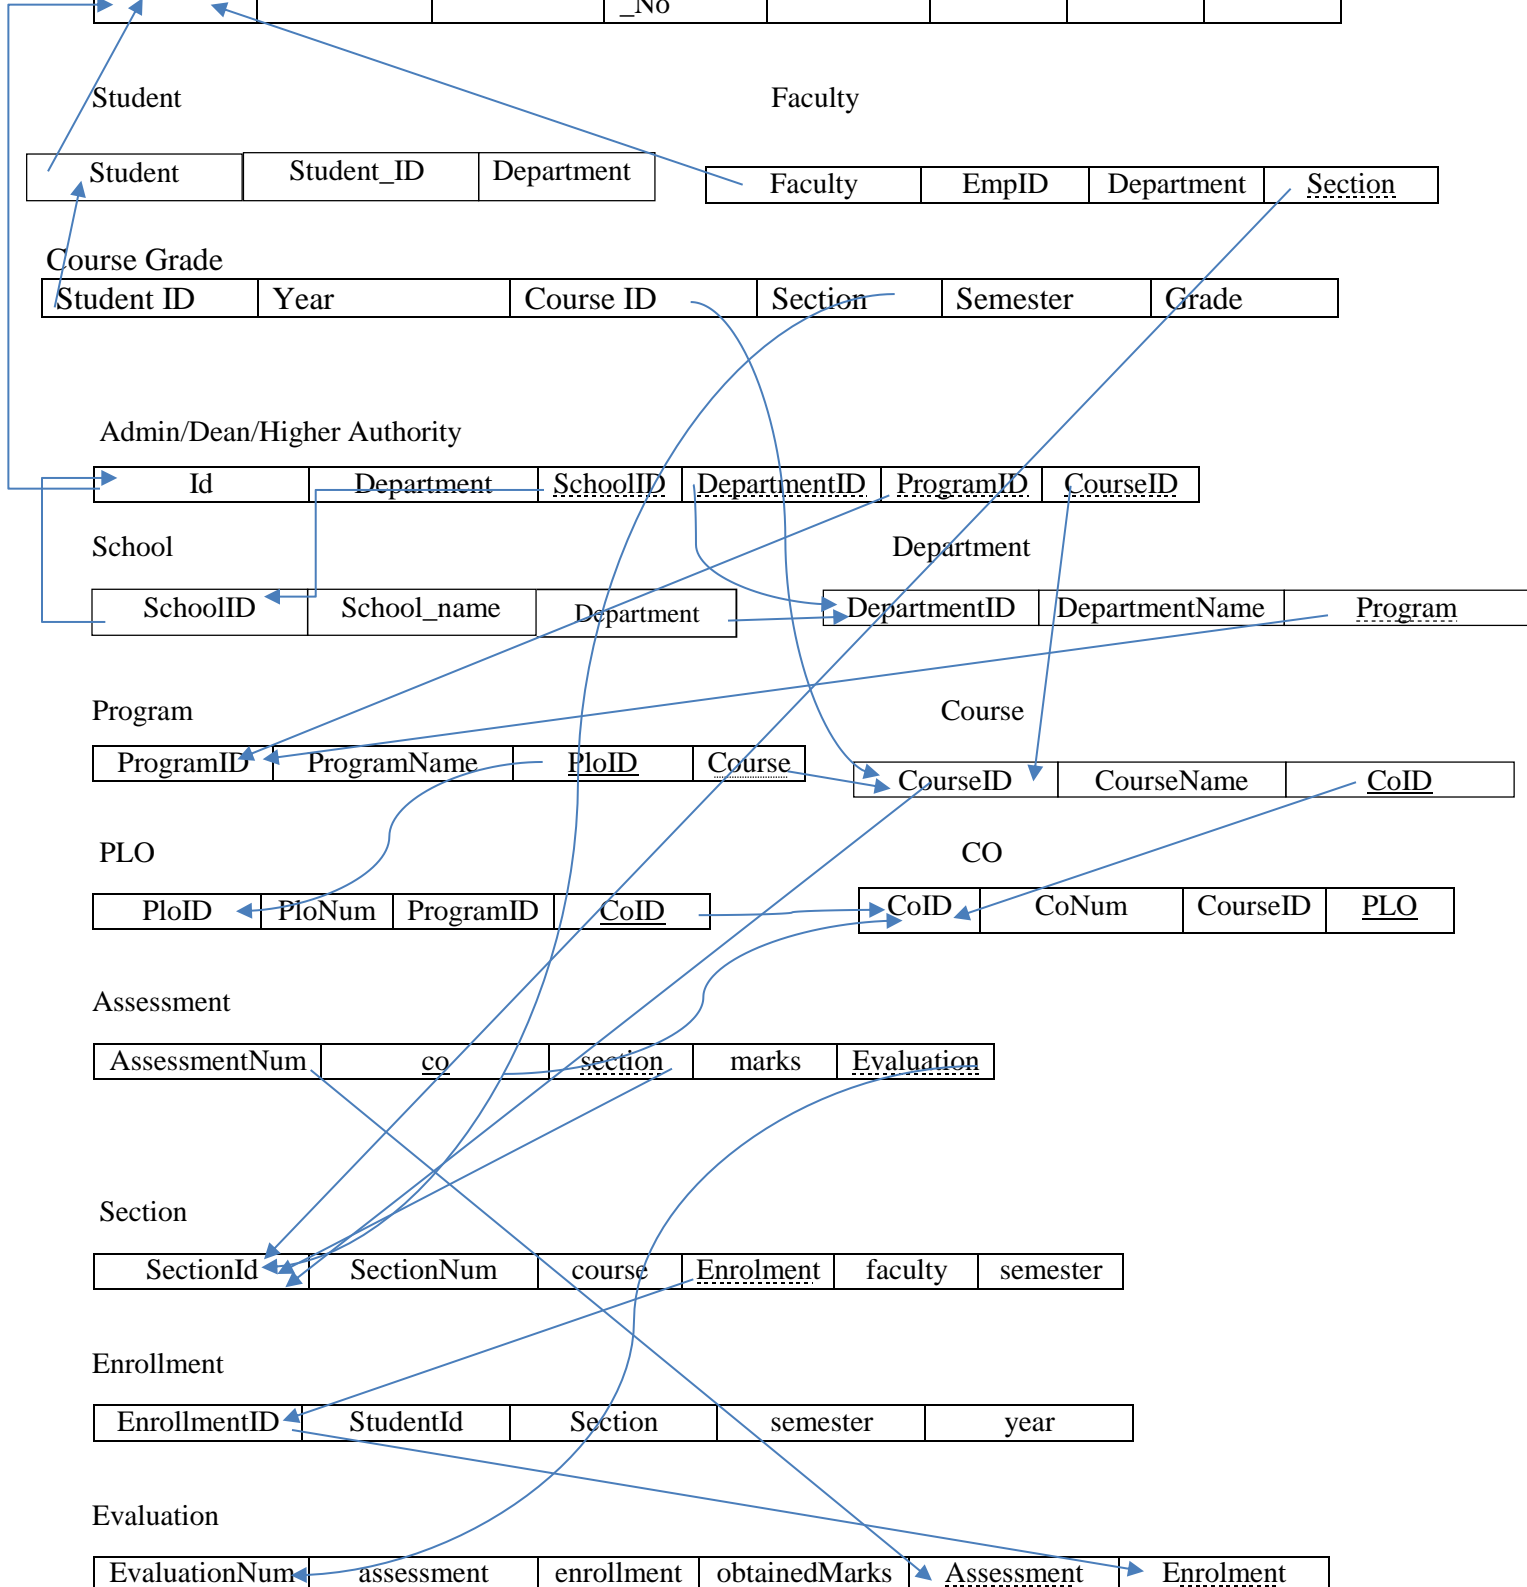 _No
Student Faculty
Student Student_ID Department
Faculty EmpID Department Section
Course Grade
Student ID Year Course ID Section Semester Grade
Admin/Dean/Higher Authority
Id Department SchoolID DepartmentID ProgramID CourseID
School Department
SchoolID School_name Department DepartmentID DepartmentName Program
Program Course
ProgramID ProgramName PloID Course
CourseID CourseName CoID
PLO CO
PloID PloNum ProgramID CoID CoID CoNum CourseID PLO
Assessment
AssessmentNum co section marks Evaluation
Section
SectionId SectionNum course Enrolment faculty semester
Enrollment
EnrollmentID StudentId Section semester year
Evaluation
EvaluationNum assessment enrollment obtainedMarks Assessment Enrolment